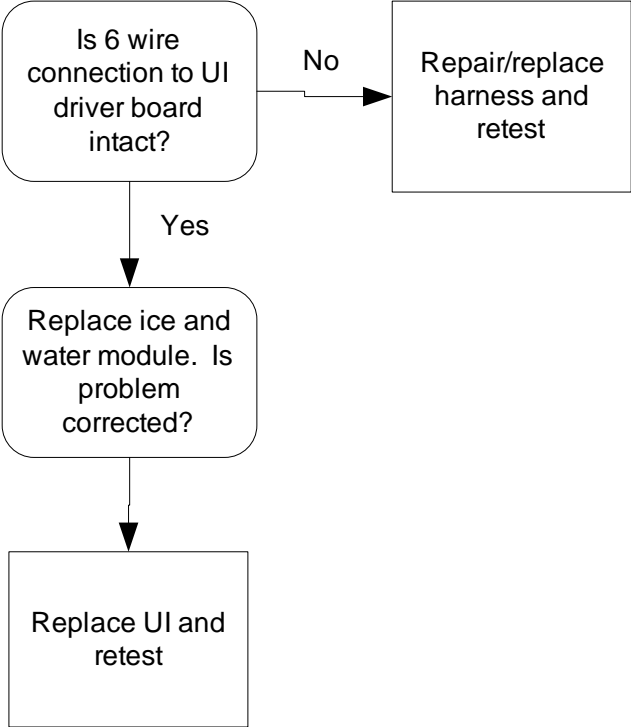 Is 6 wire
connection to UI
driver board
intact?
No
Repair/replace
harness and
retest
Yes
Replace ice and
water module.  Is
problem
corrected?
Replace UI and
retest